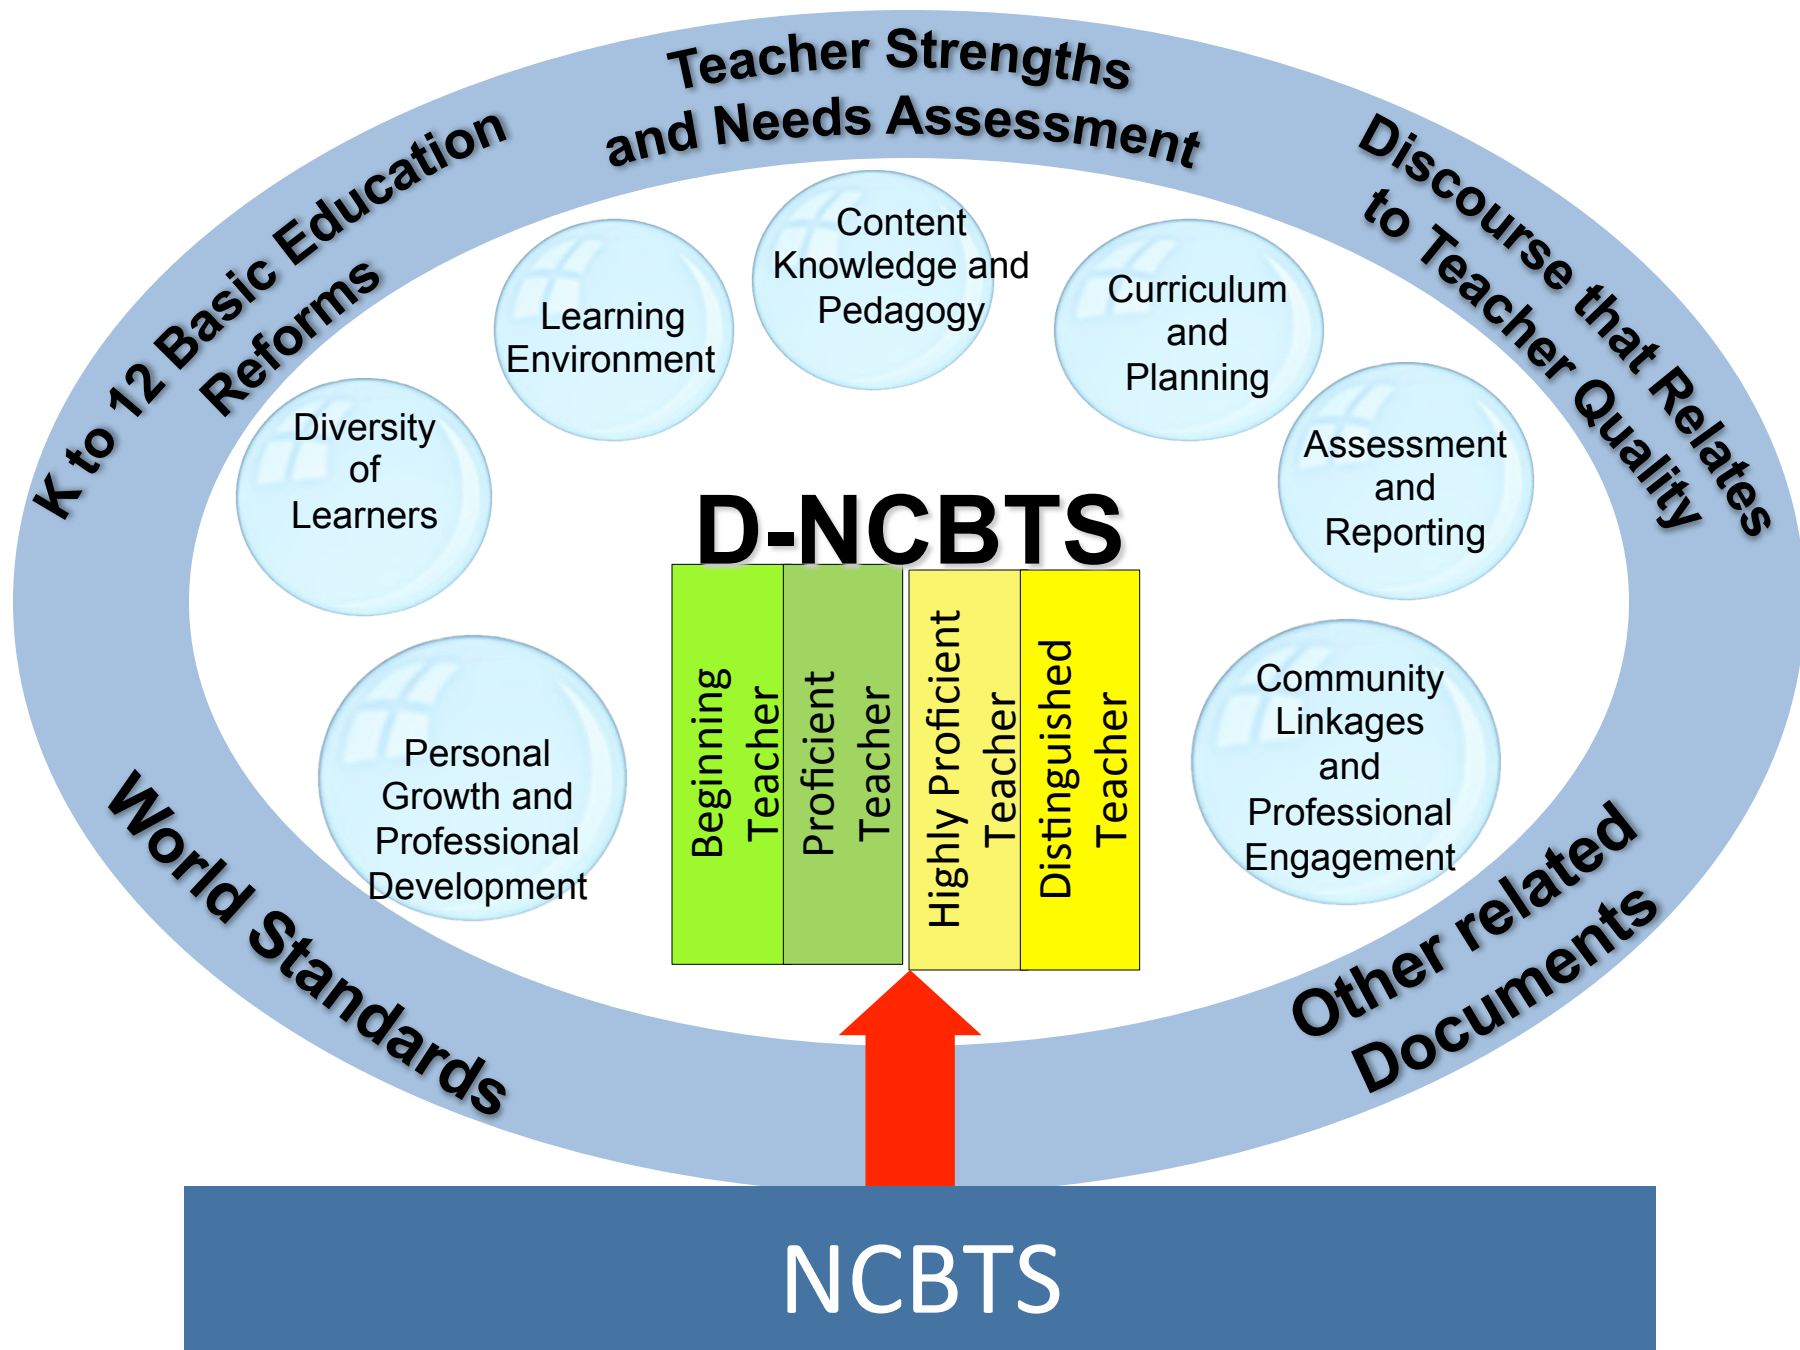 Teacher Strengths
and Needs Assessment
K to 12 Basic Education
Reforms
Discourse that Relates
to Teacher Quality
Content
Knowledge and
Pedagogy
Learning
Environment
Curriculum
and
Planning
Diversity
of
Learners
Assessment
and
Reporting
D-NCBTS
Beginning
Teacher
Proficient
Teacher
Highly Proficient
Teacher
Distinguished
Teacher
Personal
Growth and
Professional
Development
Community
Linkages
and
Professional
Engagement
World Standards
Other related
Documents
NCBTS